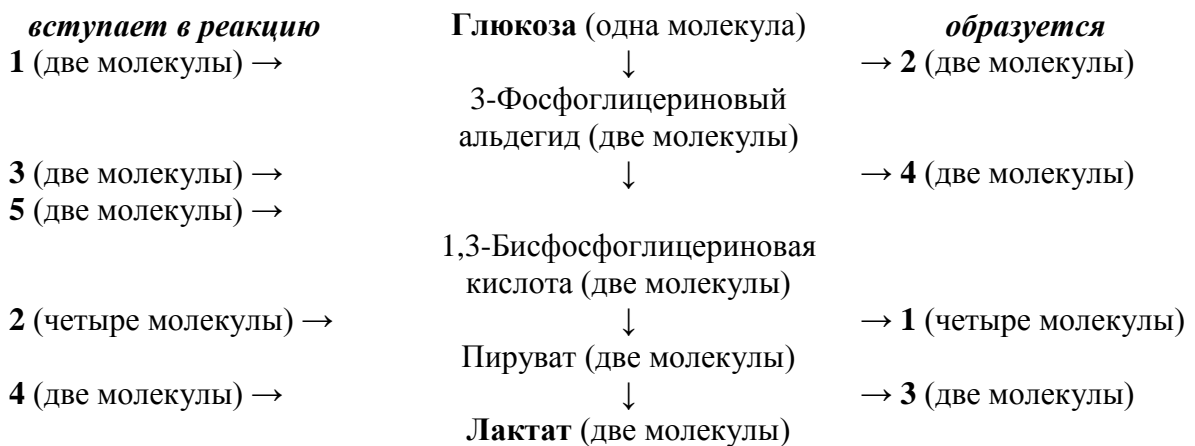 вступает в реакцию Глюкоза (одна молекула) образуется
1 (две молекулы) → ↓ → 2 (две молекулы)
3-Фосфоглицериновый
альдегид (две молекулы)
3 (две молекулы) → ↓ → 4 (две молекулы)
5 (две молекулы) →
1,3-Бисфосфоглицериновая
кислота (две молекулы)
2 (четыре молекулы) → ↓ → 1 (четыре молекулы)
Пируват (две молекулы)
4 (две молекулы) → ↓ → 3 (две молекулы)
Лактат (две молекулы)